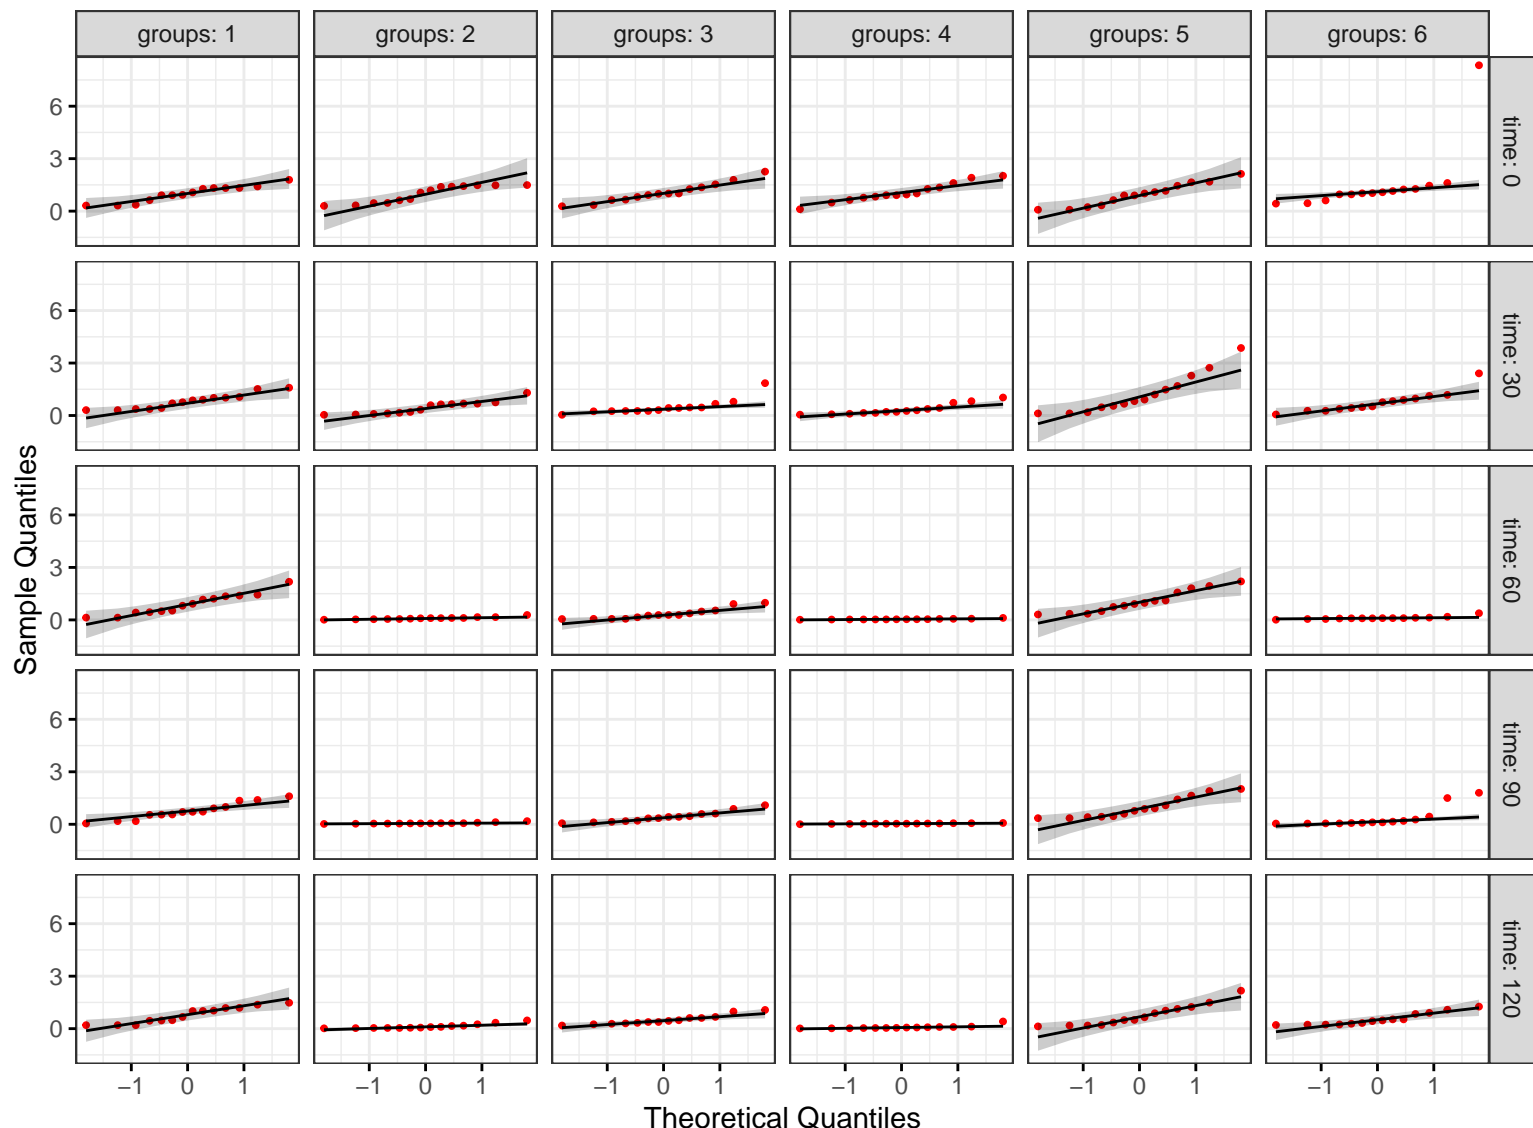 groups: 1 groups: 2 groups: 3 groups: 4 groups: 5 groups: 6
6
3
0
time: 0
6
3
0
time: 30
6
3
0
time: 60
6
3
0
time: 90
6
3
0
time: 120
−1 0 1 −1 0 1 −1 0 1 −1 0 1 −1 0 1 −1 0 1
Sample Quantiles
Theoretical Quantiles